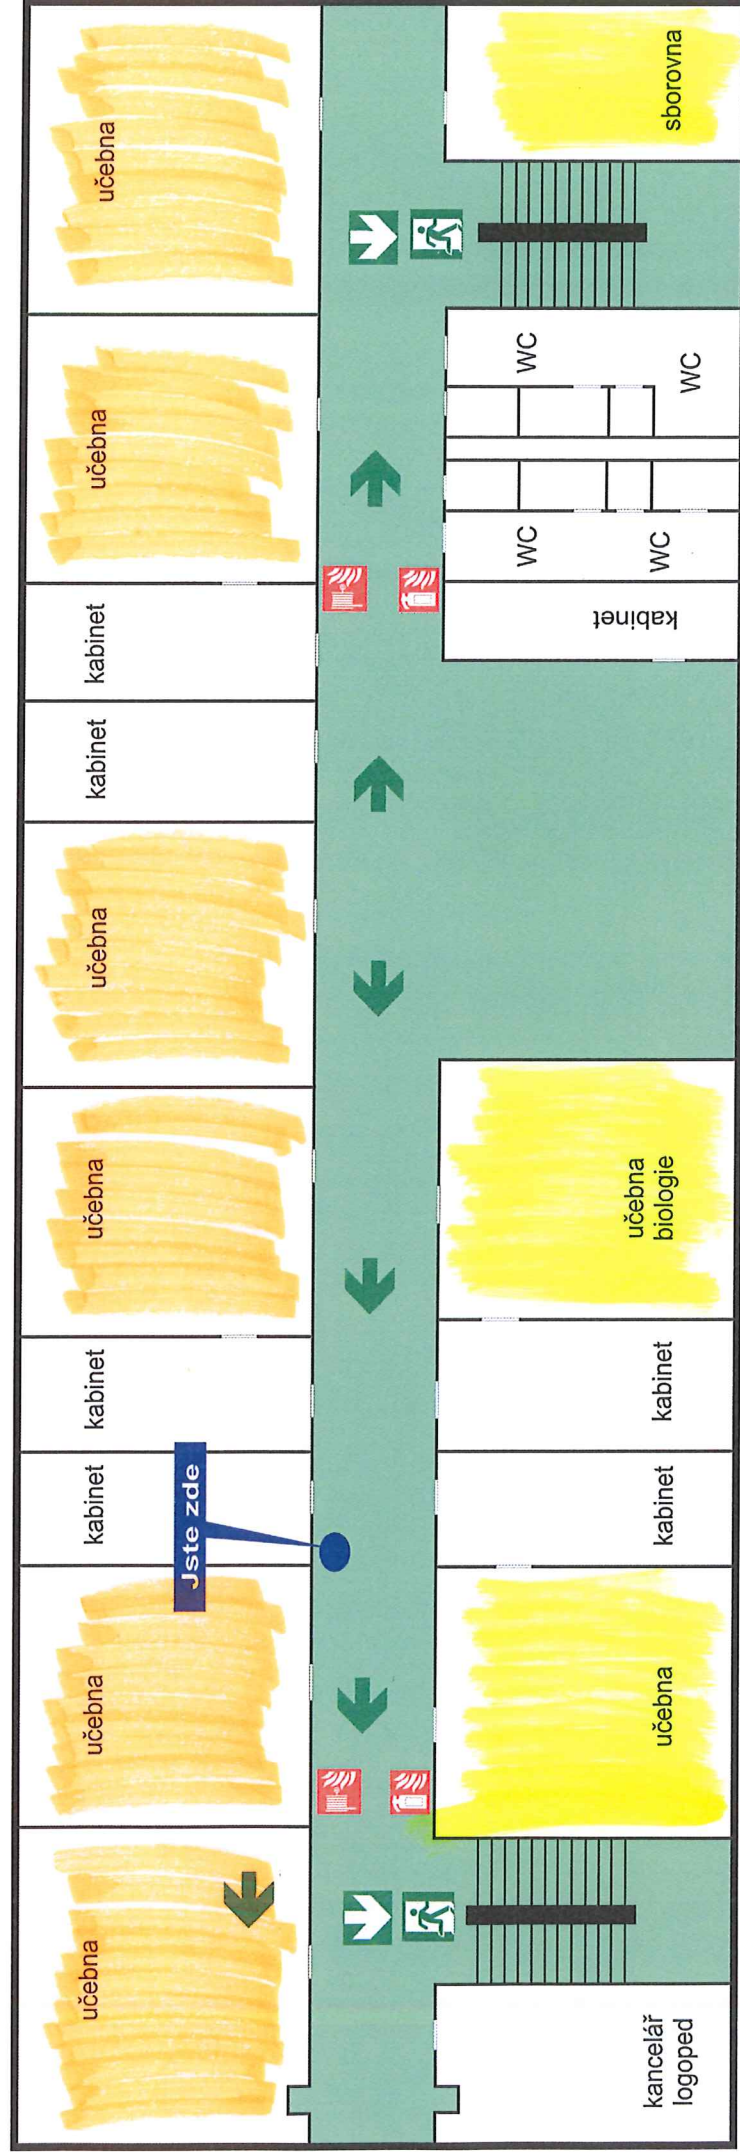 učebna
učebna
kabinet
kabinet
učebna
učebna
kabinet
kabinet
učebna
učebna
Jste zde
WC
WC
kancelář
logoped
učebna
kabinet
kabinet
učebna
biologie
kabinet
WC
WC
sborovna